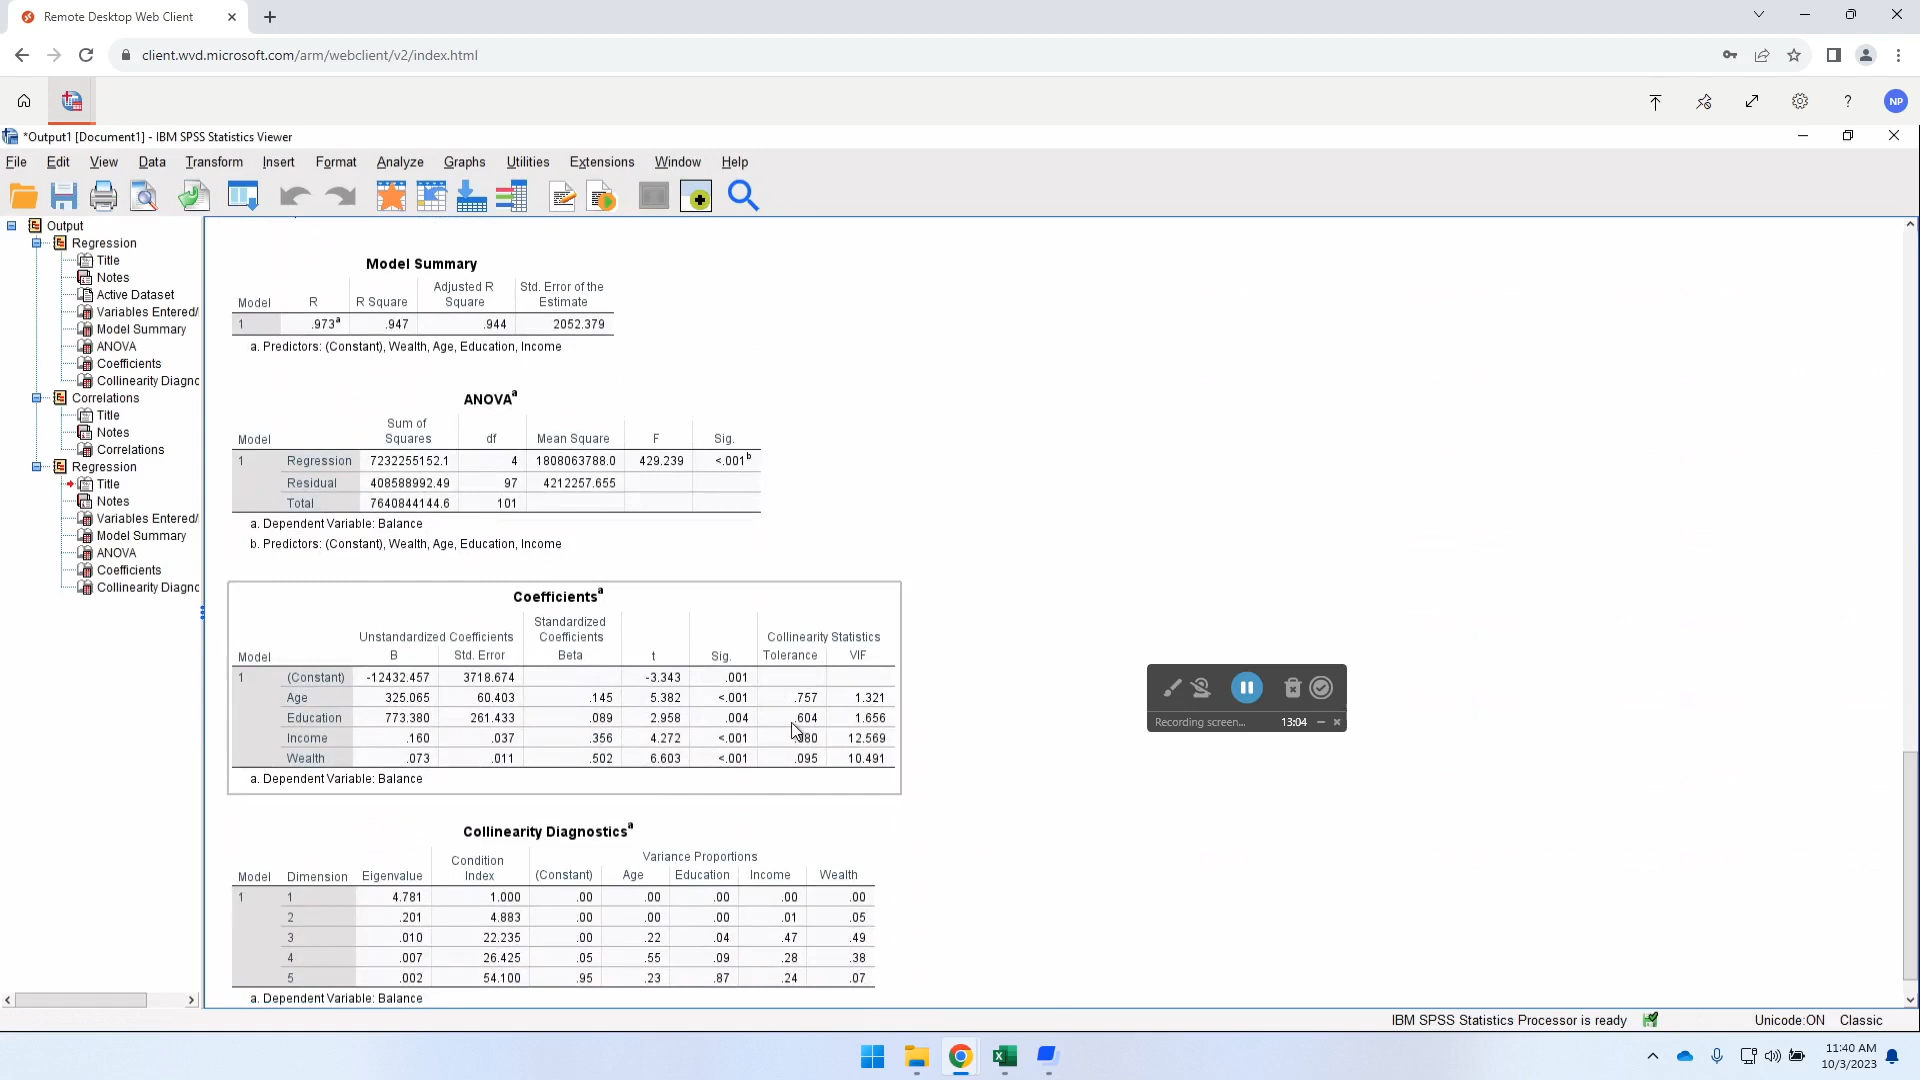 Remote Desktop Web Client
client.wvd.microsoft.com/arm/webclient/v2/index.html
NP
*Output1 [Document1] - IBM SPSS Statistics Viewer
File Edit View Data Transform Insert Format Analyze Graphs Utilities Extensions Window Help
Output
Regression
Title
Notes
Active Dataset
Variables Entered/
Model Summary
ANOVA
Coefficients
Collinearity Diagno
Correlations
Title
Notes
Correlations
Regression
Title
Notes
Variables Entered/
Model Summary
ANOVA
Coefficients
Collinearity Diagno
Model Summary
Model R R Square Adjusted R Square Std. Error of the Estimate
1 .973a .947 .944 2052.379
a. Predictors: (Constant), Wealth, Age, Education, Income
ANOVAa
Model Sum of Squares df Mean Square F Sig.
1 Regression 7232255152.1 4 1808063788.0 429.239 <.001b
Residual 408588992.49 97 4212257.655
Total 7640844144.6 101
a. Dependent Variable: Balance
b. Predictors: (Constant), Wealth, Age, Education, Income
Coefficientsa
Unstandardized Coefficients Standardized Coefficients Collinearity Statistics
Model B Std. Error Beta t Sig. Tolerance VIF
1 (Constant) -12432.457 3718.674 -3.343 .001
Age 325.065 60.403 .145 5.382 <.001 .757 1.321
Education 773.380 261.433 .089 2.958 .004 .604 1.656
Income .160 .037 .356 4.272 <.001 .080 12.569
Wealth .073 .011 .502 6.603 <.001 .095 10.491
a. Dependent Variable: Balance
Collinearity Diagnosticsa
Variance Proportions
Model Dimension Eigenvalue Condition Index (Constant) Age Education Income Wealth
1 1 4.781 1.000 .00 .00 .00 .00 .00
2 .201 4.883 .00 .00 .00 .01 .05
3 .010 22.235 .00 .22 .04 .47 .49
4 .007 26.425 .05 .55 .09 .28 .38
5 .002 54.100 .95 .23 .87 .24 .07
a. Dependent Variable: Balance
Recording screen... 13:04
IBM SPSS Statistics Processor is ready Unicode:ON Classic
11:40 AM
10/3/2023